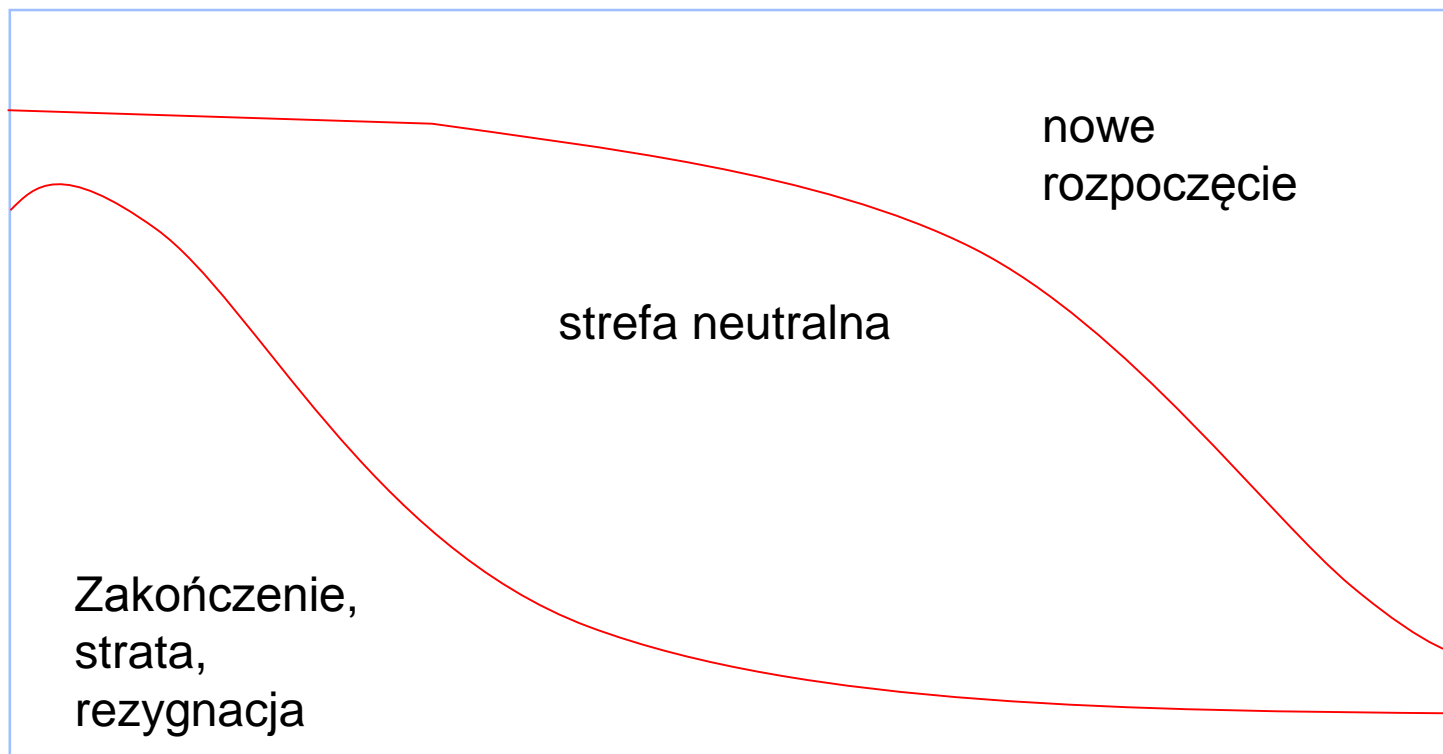 nowe
rozpoczęcie
strefa neutralna
Zakończenie,
strata,
rezygnacja